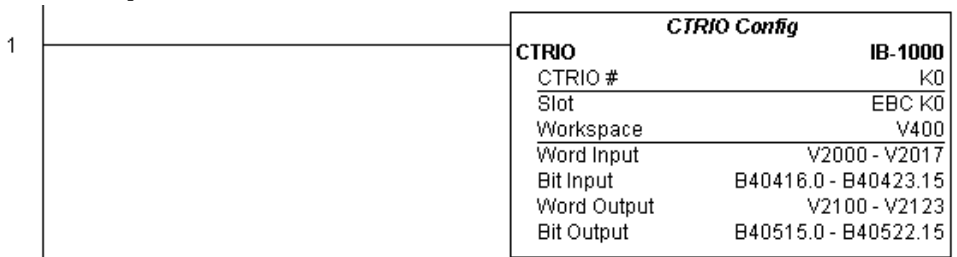 CTRIO Config
1
CTRIO IB-1000
CTRIO # K0
Slot EBC K0
Workspace V400
Word Input V2000 - V2017
Bit Input B40416.0 - B40423.15
Word Output V2100 - V2123
Bit Output B40515.0 - B40522.15